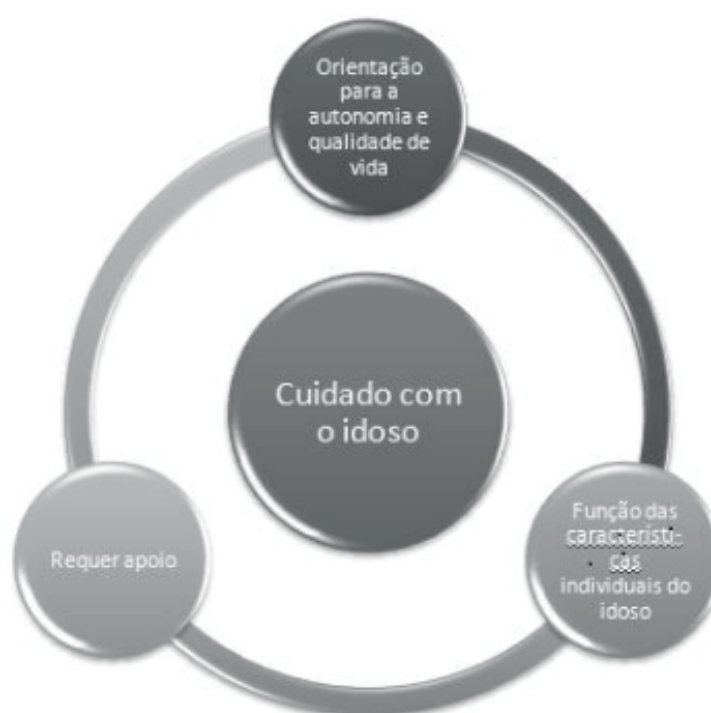 Orientação
para a
autonomia e
qualidade de
vida
Cuidado com
o idoso
Requer apoio
Função das
característi-
cas
individuais do
idoso